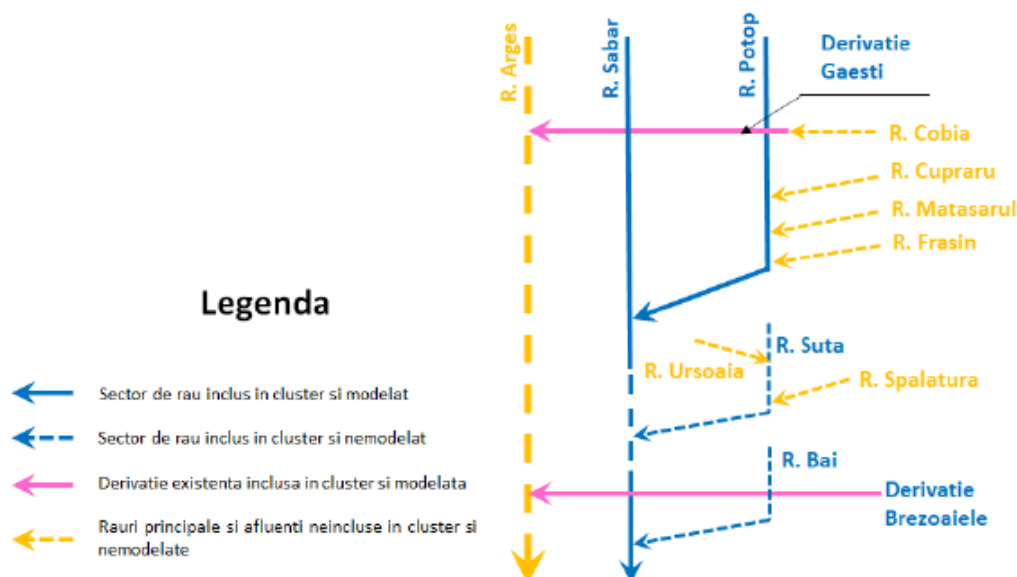 R. Arges
R. Sabar
R. Potop
Derivatie
Gaesti
R. Cobia
R. Cupraru
R. Matasarul
R. Frasin
R. Suta
R. Ursoaia
R. Spalatura
R. Bai
Derivatie
Brezoaiele
Legenda
Sector de rau inclus in cluster si modelat
Sector de rau inclus in cluster si nemodelat
Derivatie existenta inclusa in cluster si modelata
Rauri principale si afluenti neincluse in cluster si
nemodelate